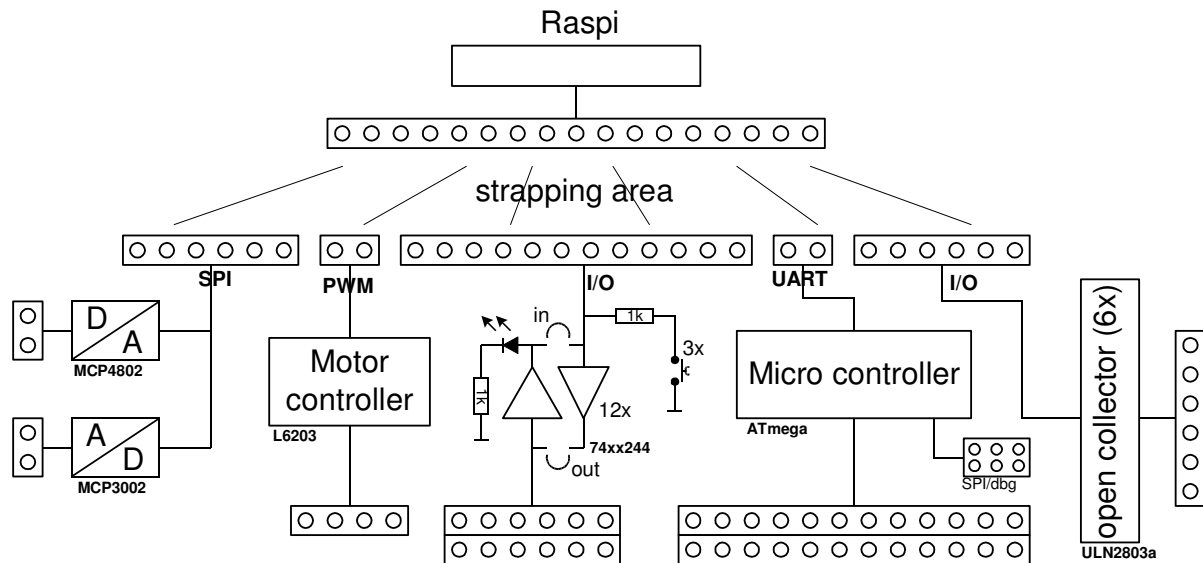 Raspi
strapping area
SPI
PWM
I/O
UART
I/O
D
A
MCP4802
A
D
MCP3002
Motor
controller
L6203
in
1k
1k
3x
12x
74xx244
out
Micro controller
ATmega
SPI/dbg
open collector (6x)
ULN2803a